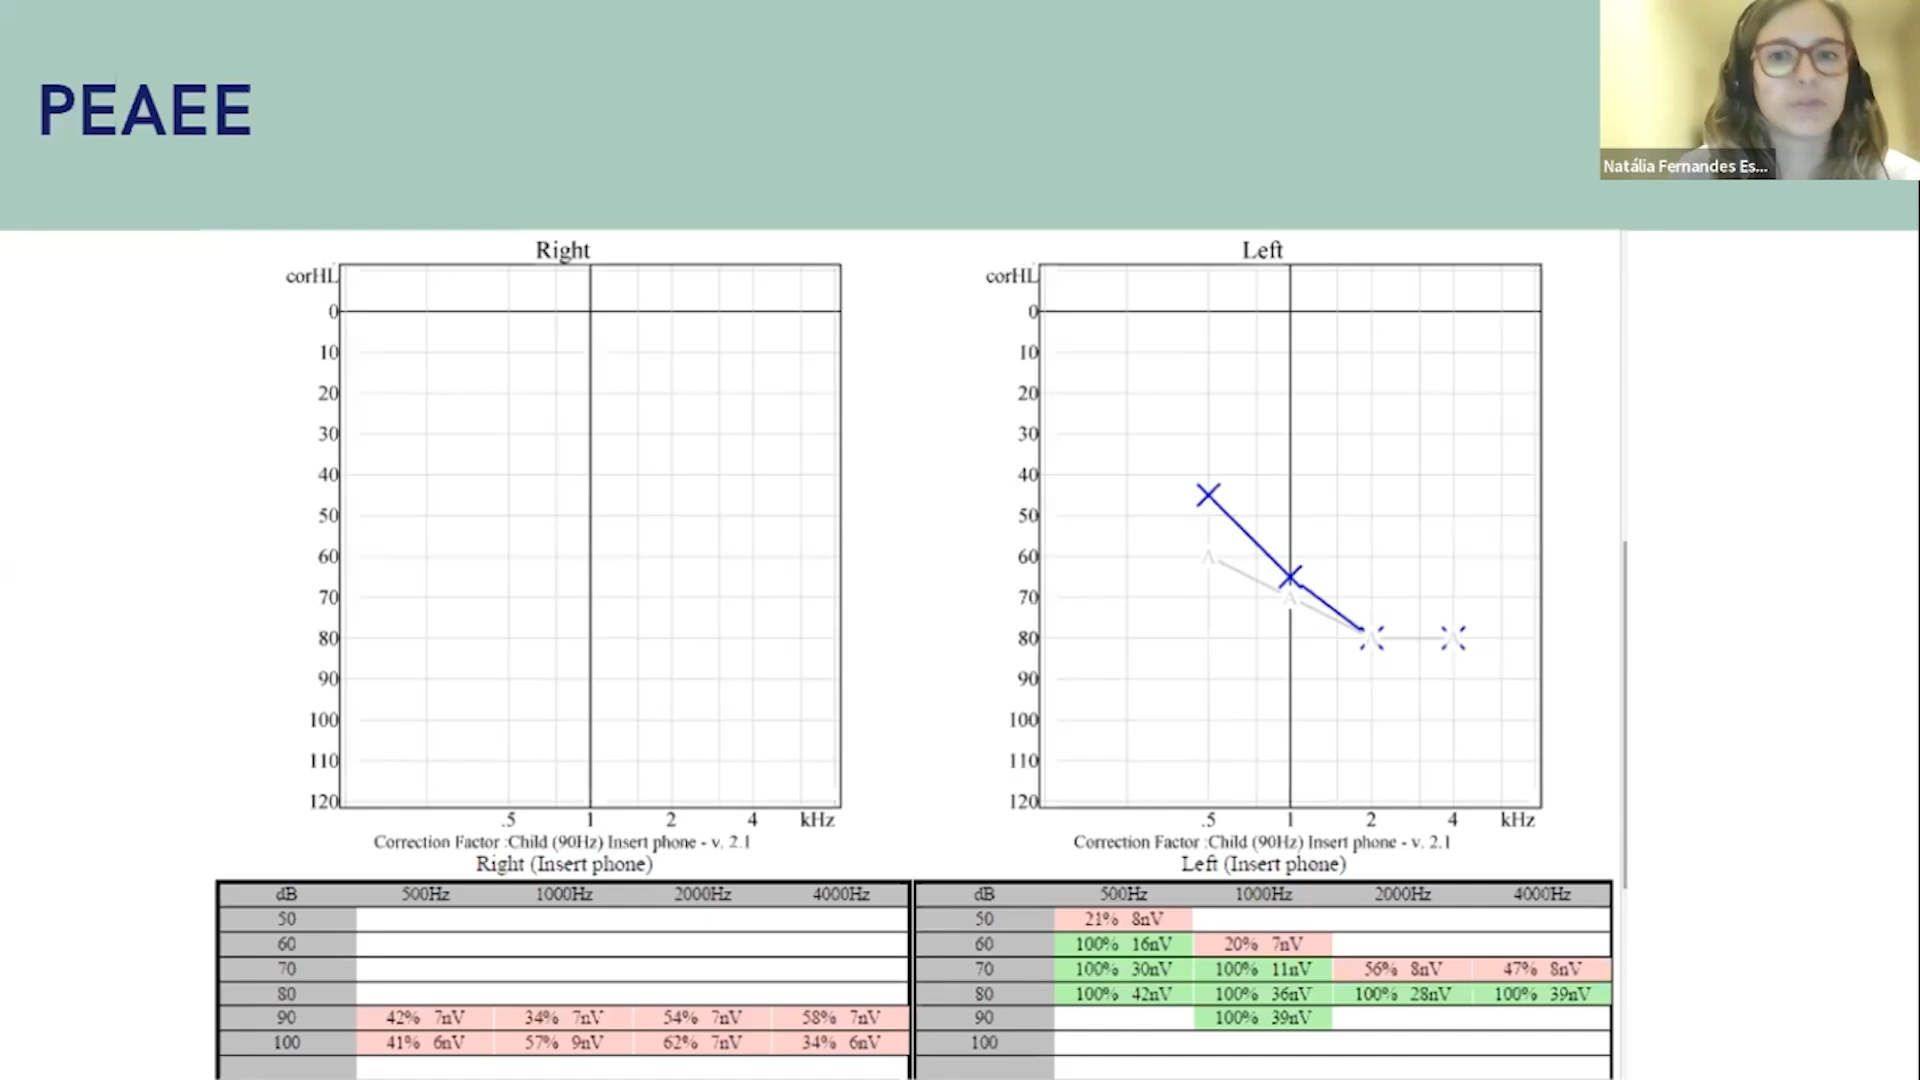 PEAEE
Natália Fernandes Es...
Right
corHL
0
10
20
30
40
50
60
70
80
90
100
110
120
.5 1 2 4 kHz
Correction Factor :Child (90Hz) Insert phone - v. 2.1
Right (Insert phone)
dB 500Hz 1000Hz 2000Hz 4000Hz
50
60
70
80
90 42% 7nV 34% 7nV 54% 7nV 58% 7nV
100 41% 6nV 57% 9nV 62% 7nV 34% 6nV
Left
corHL
0
10
20
30
40
50
60
70
80
90
100
110
120
A
A
.5 1 2 4 kHz
Correction Factor :Child (90Hz) Insert phone - v. 2.1
Left (Insert phone)
dB 500Hz 1000Hz 2000Hz 4000Hz
50 21% 8nV
60 100% 16nV 20% 7nV
70 100% 30nV 100% 11nV 56% 8nV 47% 8nV
80 100% 42nV 100% 36nV 100% 28nV 100% 39nV
90 100% 39nV
100